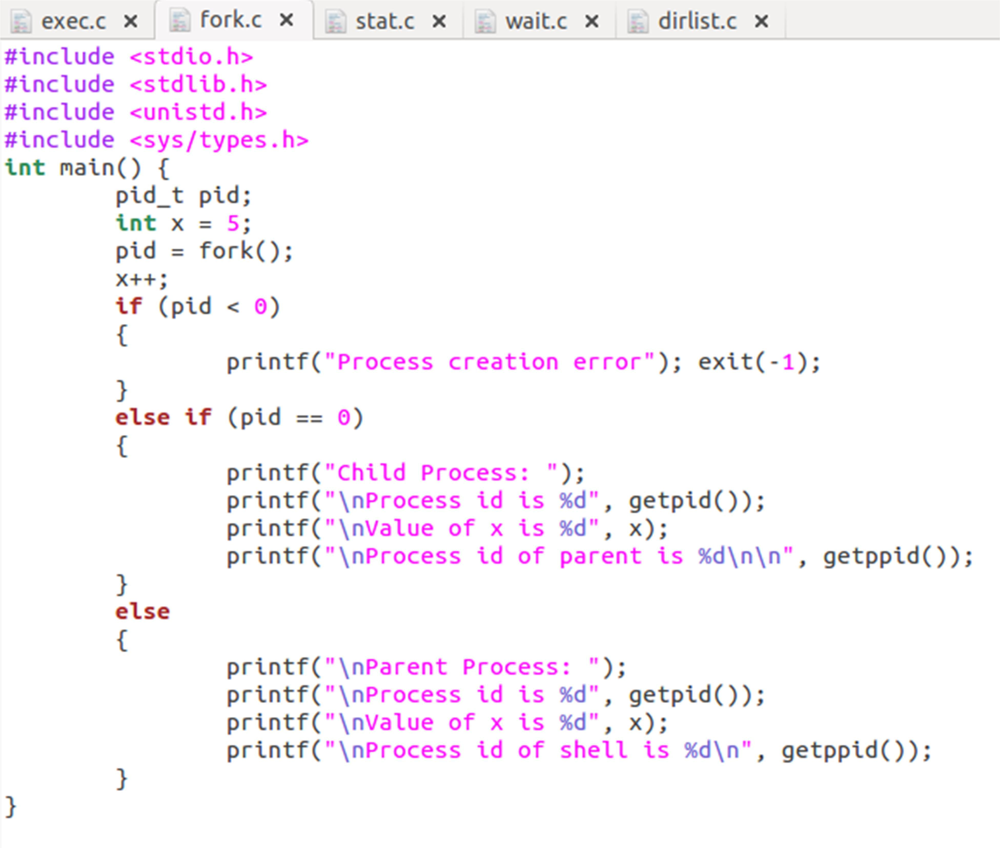 exec.c × fork.c × stat.c × wait.c × dirlist.c ×
#include <stdio.h>
#include <stdlib.h>
#include <unistd.h>
#include <sys/types.h>
int main() {
        pid_t pid;
        int x = 5;
        pid = fork();
        x++;
        if (pid < 0)
        {
                printf("Process creation error"); exit(-1);
        }
        else if (pid == 0)
        {
                printf("Child Process: ");
                printf("\nProcess id is %d", getpid());
                printf("\nValue of x is %d", x);
                printf("\nProcess id of parent is %d\n\n", getppid());
        }
        else
        {
                printf("\nParent Process: ");
                printf("\nProcess id is %d", getpid());
                printf("\nValue of x is %d", x);
                printf("\nProcess id of shell is %d\n", getppid());
        }
}